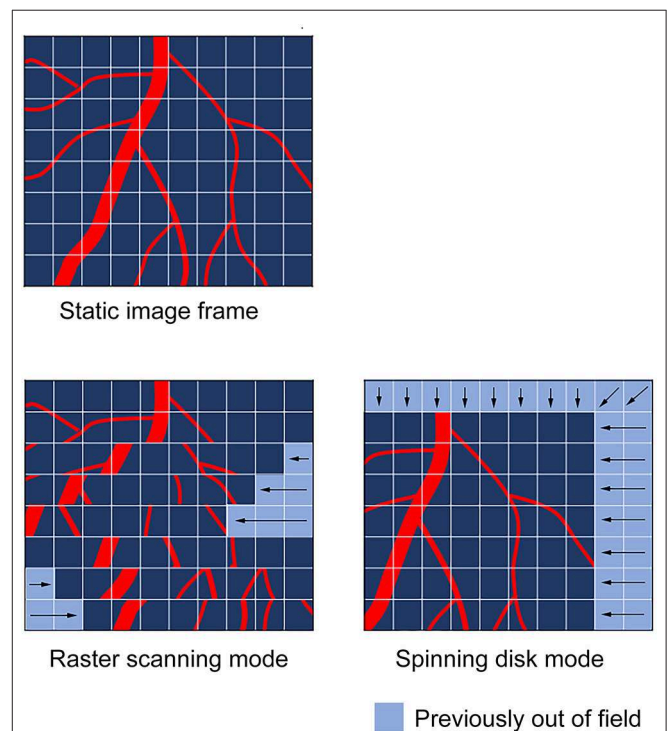 Static image frame
Raster scanning mode
Spinning disk mode
Previously out of field